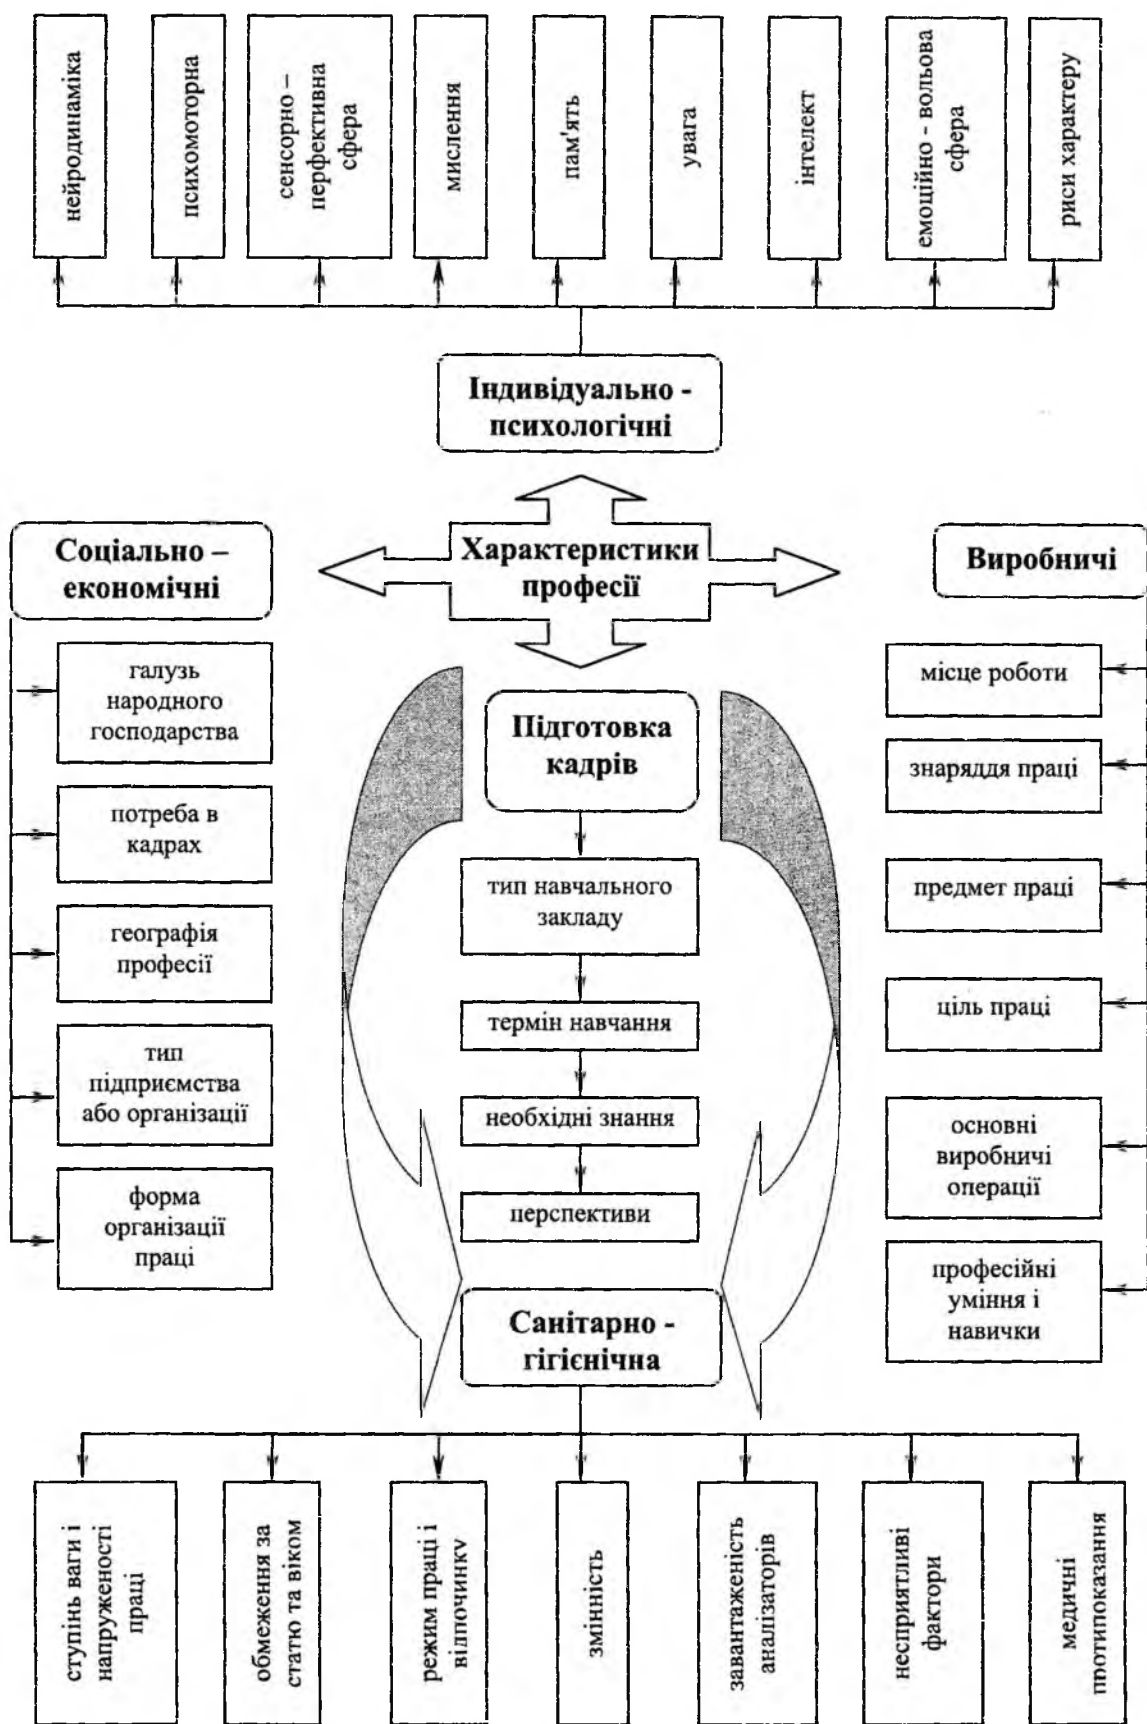 нейродинаміка
психомоторна
сенсорно –
перфективна
сфера
мислення
пам'ять
увага
інтелект
емоційно - вольова
сфера
риси характеру
Індивідуально -
психологічні
Характеристики
професії
Соціально –
економічні
галузь
народного
господарства
потреба в
кадрах
географія
професії
тип
підприємства
або організації
форма
організації
праці
Підготовка
кадрів
тип навчального
закладу
термін навчання
необхідні знання
перспективи
Виробничі
місце роботи
знаряддя праці
предмет праці
ціль праці
основні
виробничі
операції
професійні
уміння і
навички
Санітарно -
гігієнічна
ступінь ваги і
напруженості
праці
обмеження за
статю та віком
режим праці і
відпочинку
змінність
завантаженість
аналізаторів
несприятливі
фактори
медичні
протипоказання